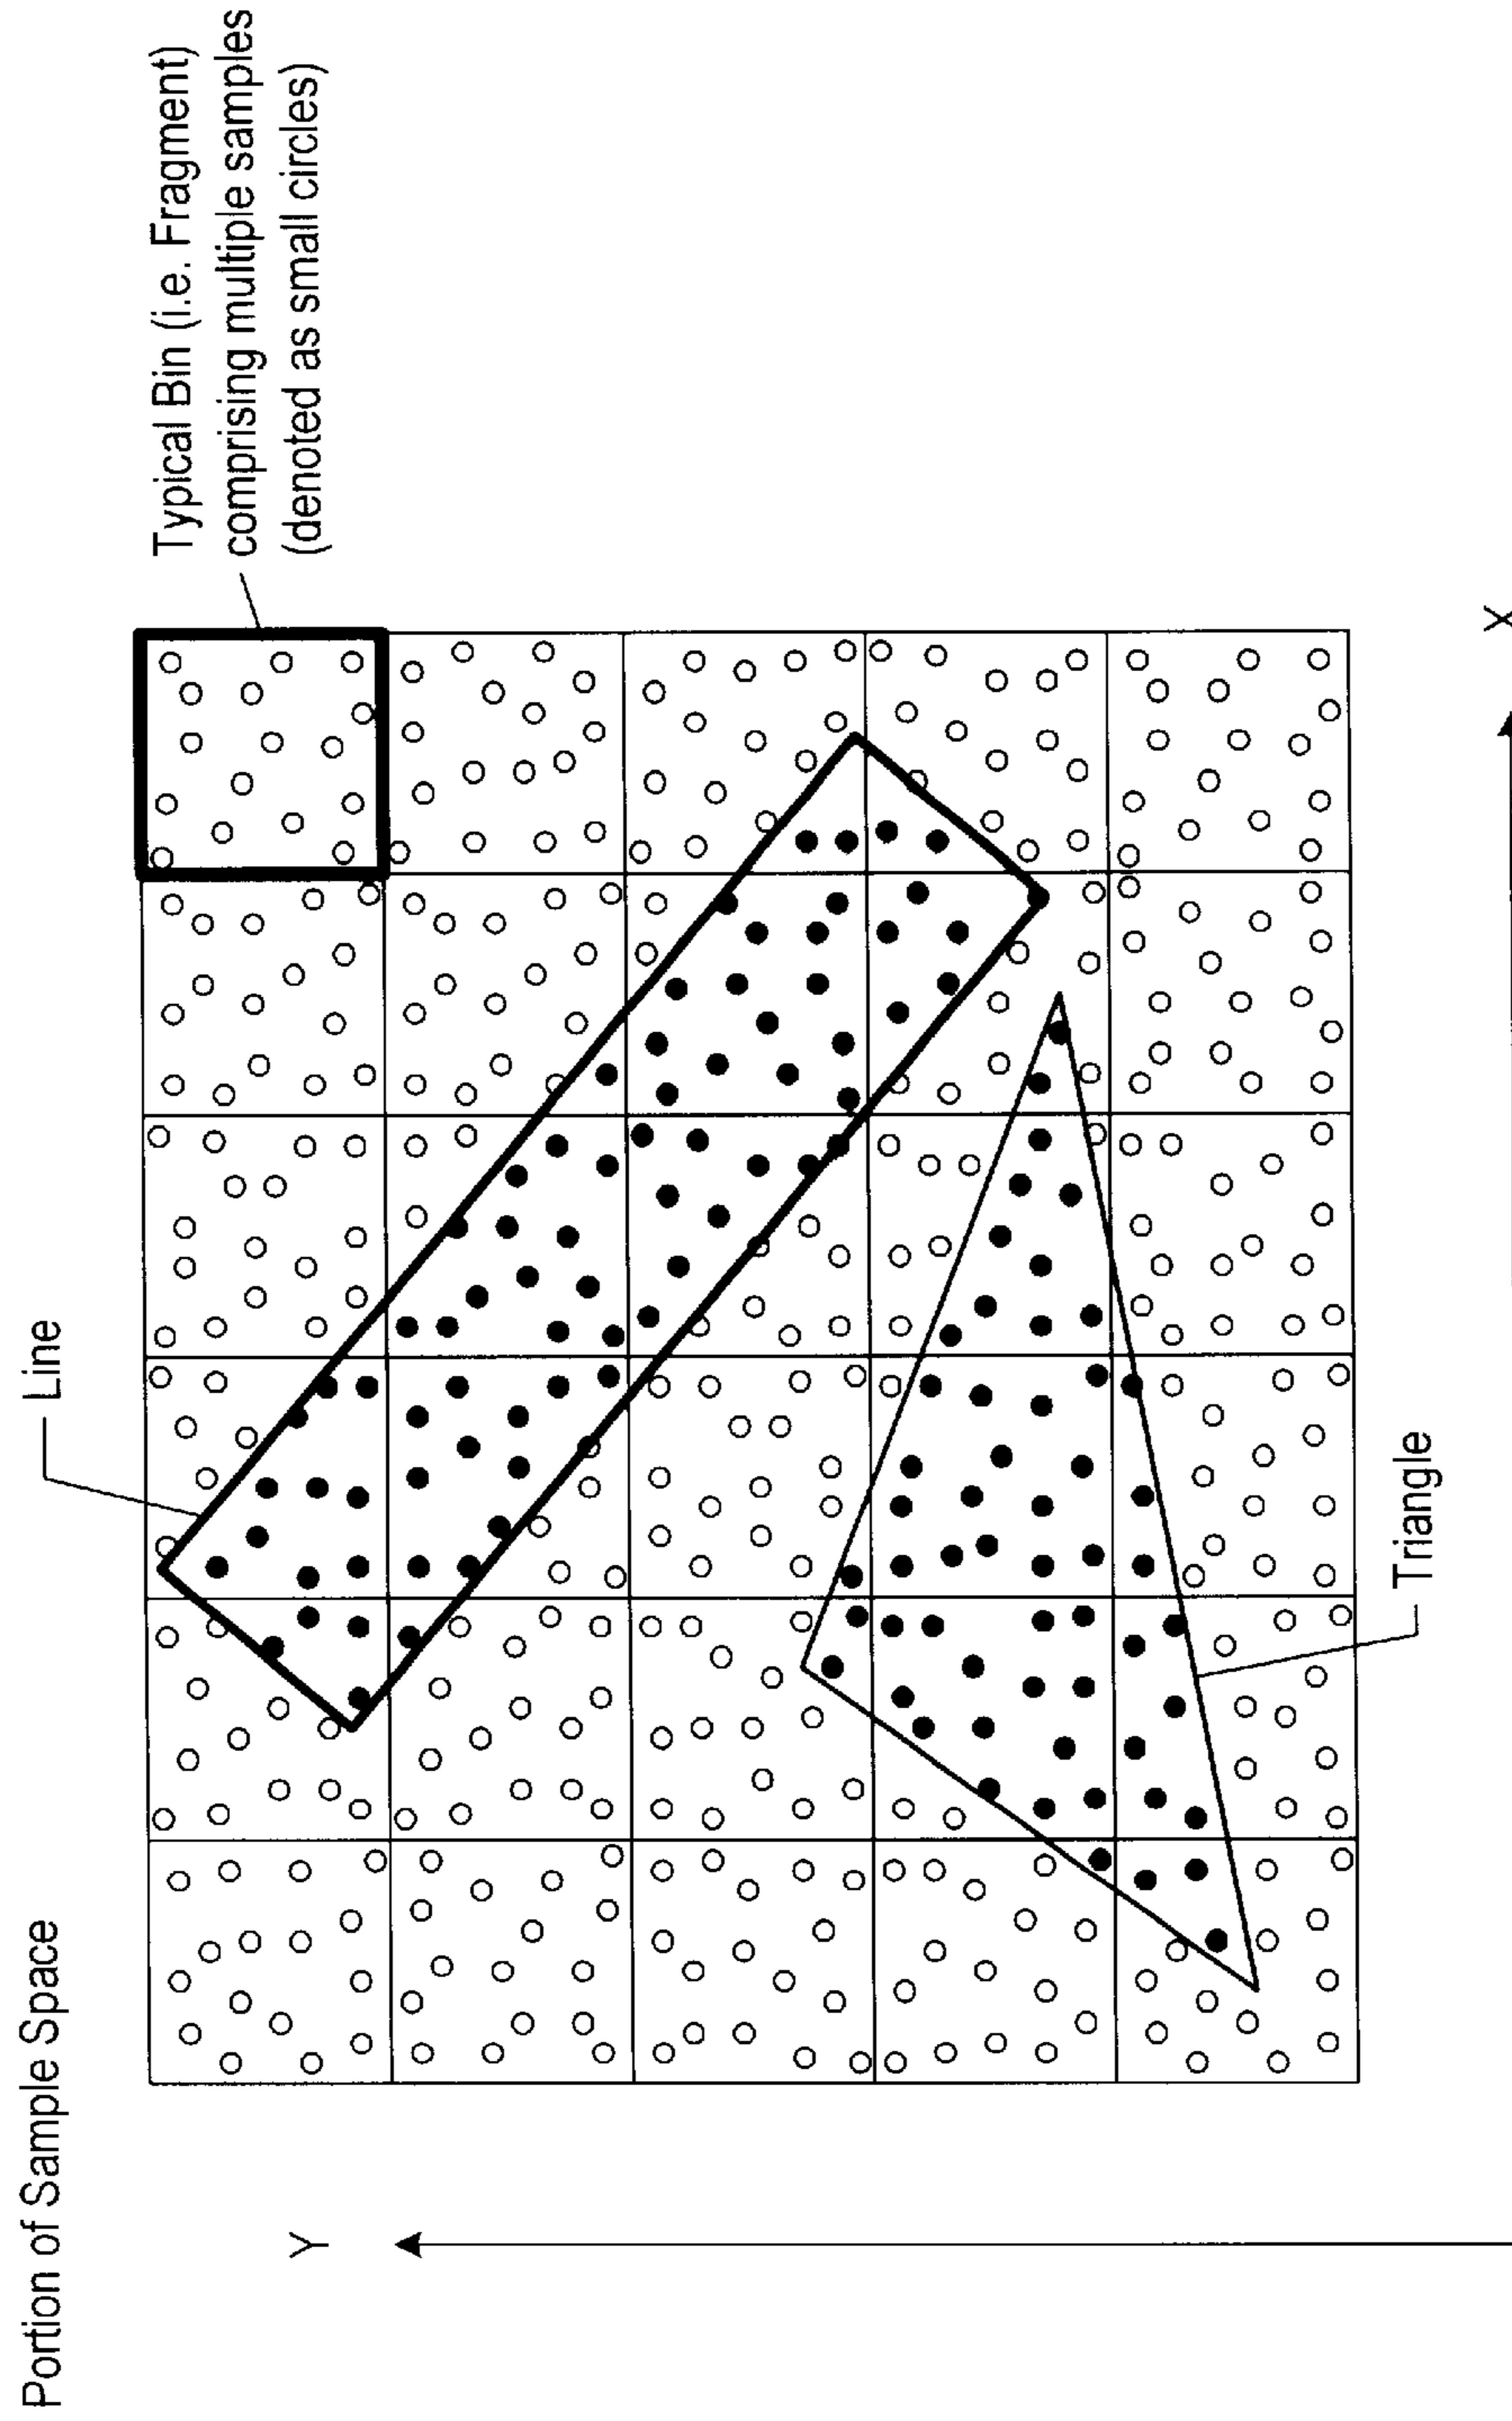 Portion of Sample Space
Line
Typical Bin (i.e. Fragment)
comprising multiple samples
(denoted as small circles)
Y
Triangle
X